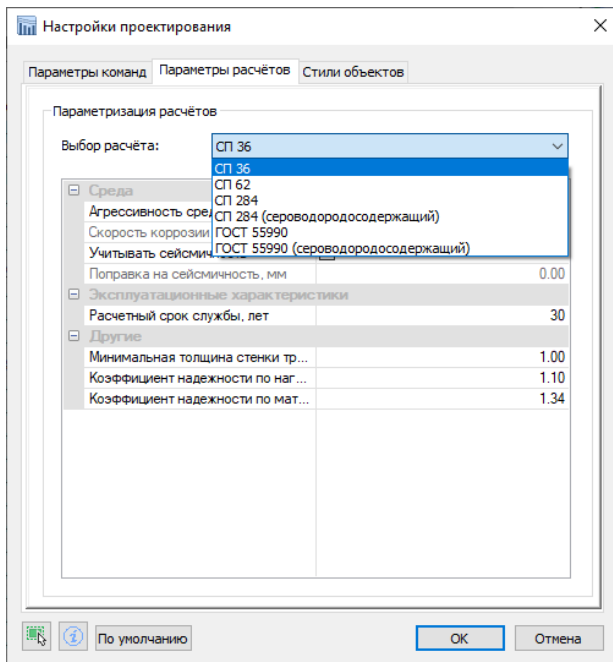 Настройки проектирования
Параметры команд Параметры расчётов Стили объектов
Параметризация расчётов
Выбор расчёта: СП 36
СП 36
СП 62
СП 284
СП 284 (сероводородосодержащий)
ГОСТ 55990
ГОСТ 55990 (сероводородосодержащий)
Среда
Агрессивность
Скорость коррозии
Учитывать
Поправка на сейсмичность, мм 0.00
Эксплуатационные характеристики
Расчетный срок службы, лет 30
Другие
Минимальная толщина стенки тр... 1.00
Коэффициент надежности по наг... 1.10
Коэффициент надежности по мат... 1.34
По умолчанию ОК Отмена